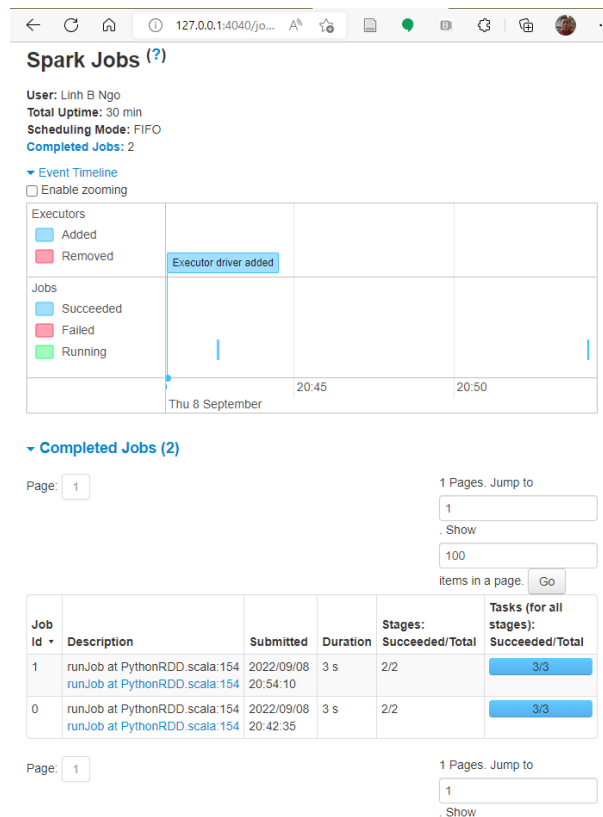 127.0.0.1:4040/jo...
Spark Jobs (?)
User: Linh B Ngo
Total Uptime: 30 min
Scheduling Mode: FIFO
Completed Jobs: 2
Event Timeline
Enable zooming
Executors
Added
Removed
Executor driver added
Jobs
Succeeded
Failed
Running
20:45
20:50
Thu 8 September
Completed Jobs (2)
Page: 1
1 Pages. Jump to
1
. Show
100
items in a page. Go
Job Id Description Submitted Duration Stages: Succeeded/Total Tasks (for all stages): Succeeded/Total
1 runJob at PythonRDD.scala:154 2022/09/08 3 s 2/2 3/3
runJob at PythonRDD.scala:154 20:54:10
0 runJob at PythonRDD.scala:154 2022/09/08 3 s 2/2 3/3
runJob at PythonRDD.scala:154 20:42:35
Page: 1
1 Pages. Jump to
1
. Show